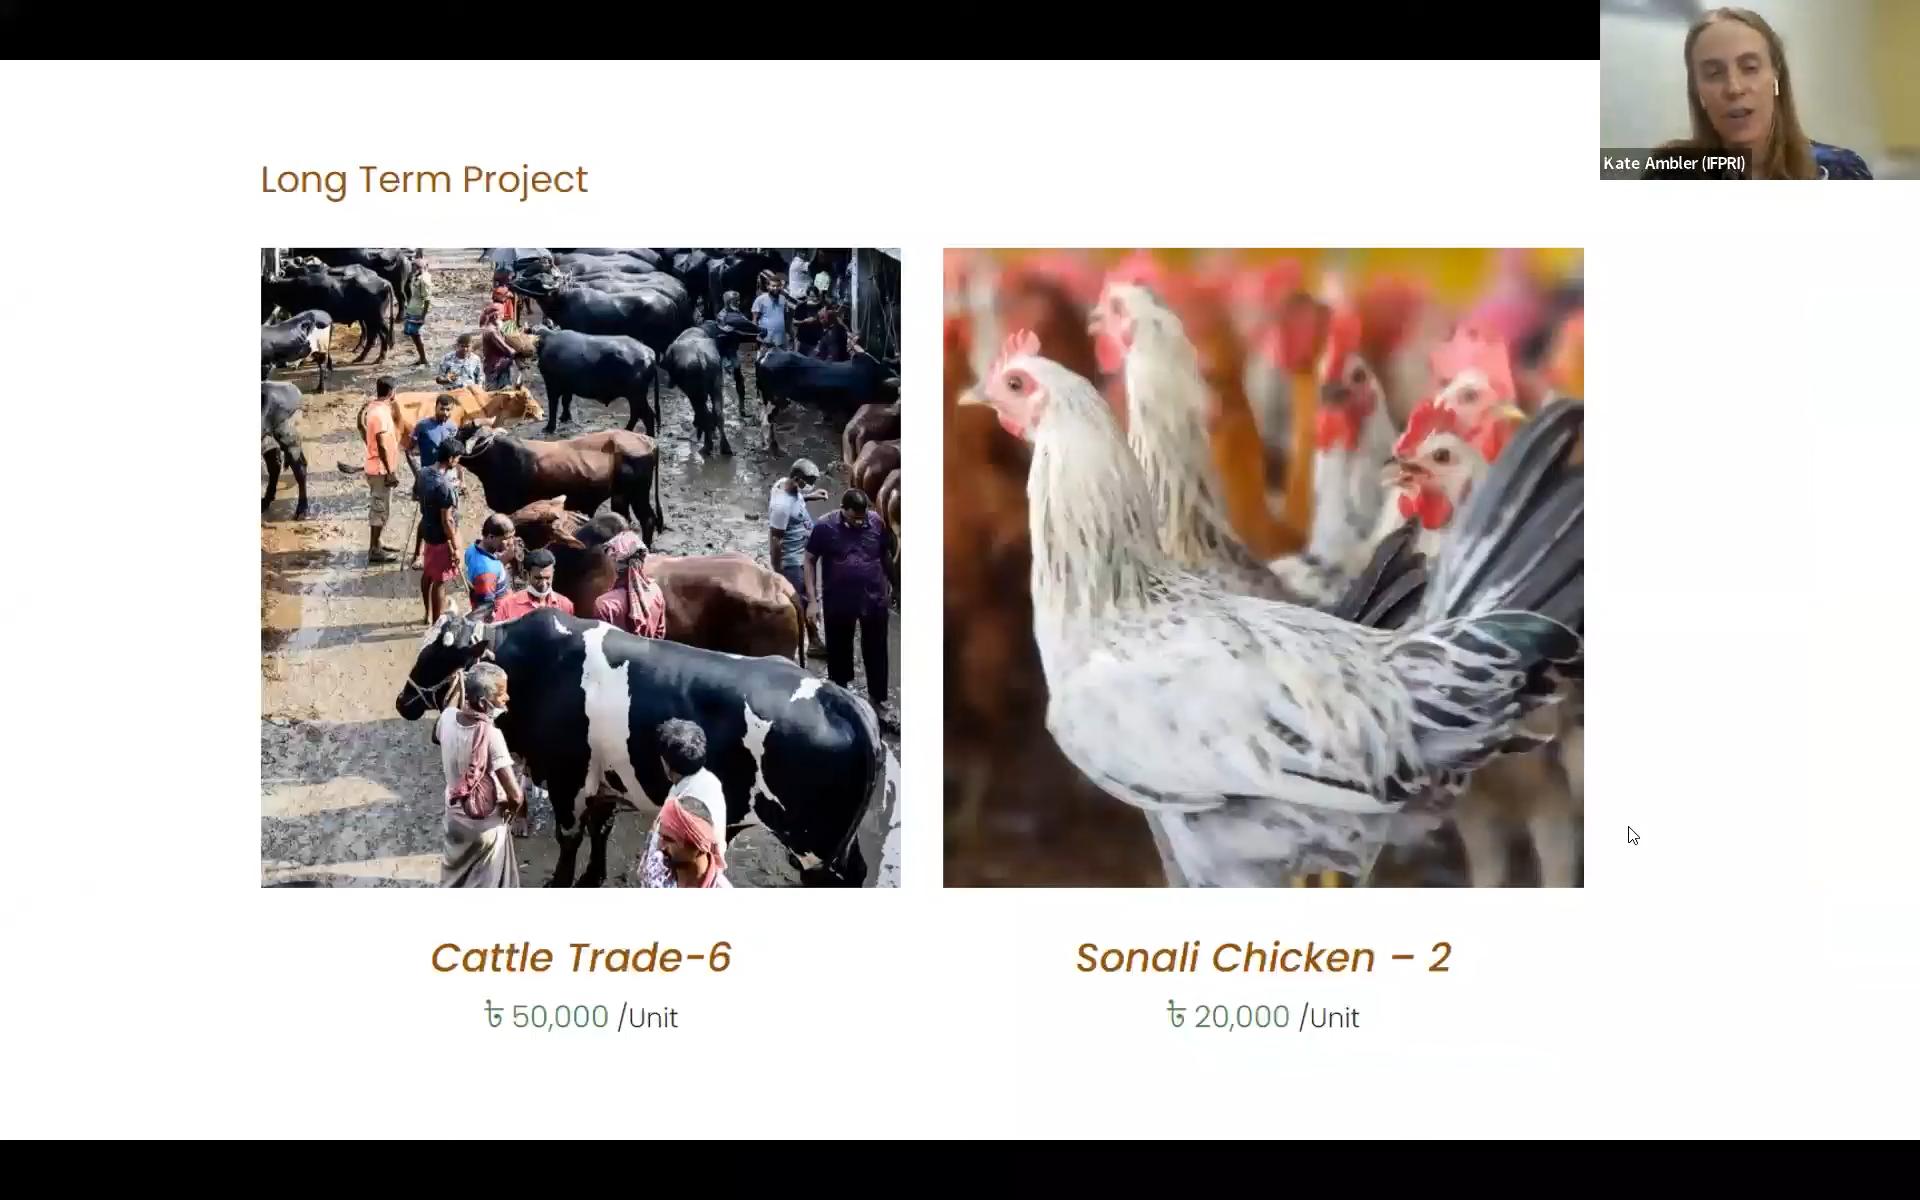 Kate Ambler (IFPRI)
Long Term Project
Cattle Trade-6
৳ 50,000 /Unit
Sonali Chicken – 2
৳ 20,000 /Unit